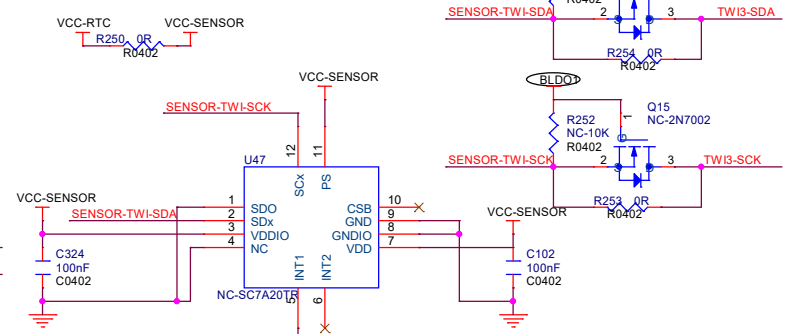 R0402
SENSOR-TWI-SDA
2
3
TWI3-SDA
VCC-RTC
VCC-SENSOR
R250 0R
R0402
R254 0R
R0402
VCC-SENSOR
BLDO1
SENSOR-TWI-SCK
R252
NC-10K
R0402
Q15
NC-2N7002
1
G
12
11
U47
SCx
PS
SENSOR-TWI-SCK
2
S
D
3
TWI3-SCK
VCC-SENSOR
1
SDO
CSB
10
SENSOR-TWI-SDA
2
SDx
GND
9
3
VDDIO
GNDIO
8
4
NC
VDD
7
VCC-SENSOR
R253 0R
R0402
C324
100nF
C0402
INT1
INT2
C102
100nF
C0402
NC-SC7A20TR
5
6